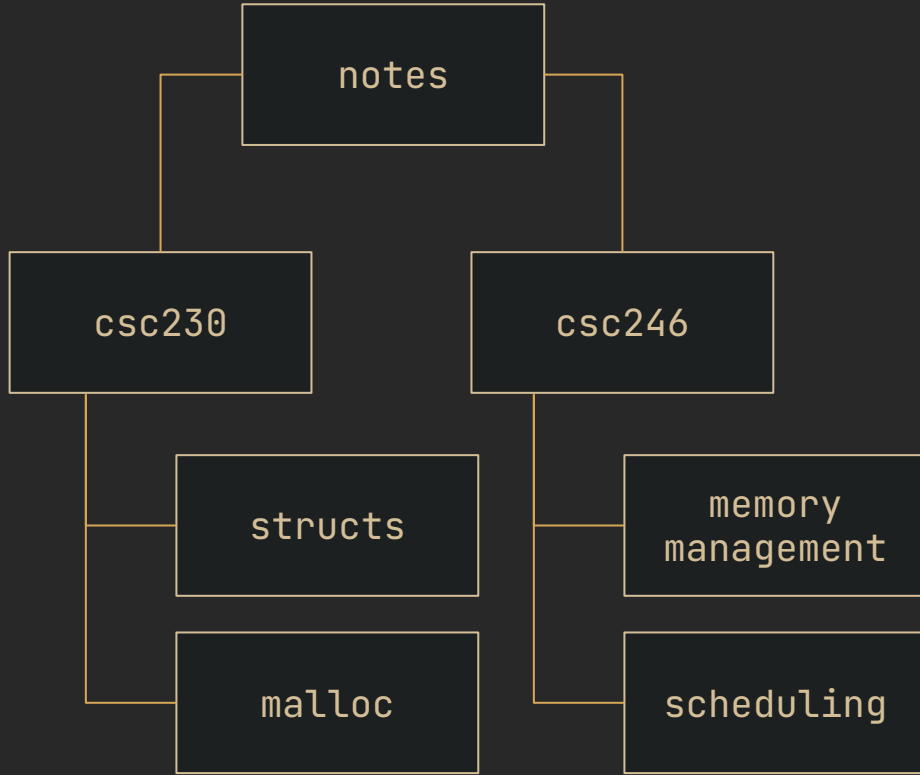 notes
csc230
csc246
structs
memory
management
malloc
scheduling